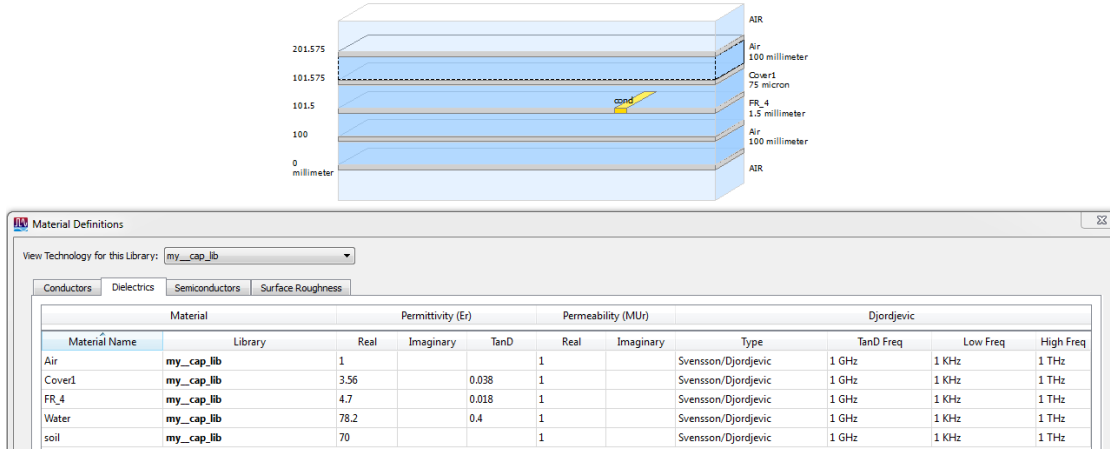 AIR
201.575
Air
100 millimeter
101.575
Cover1
75 micron
cond
101.5
FR_4
1.5 millimeter
100
Air
100 millimeter
0
millimeter
AIR
Material Definitions
View Technology for this Library: my__cap_lib
Conductors Dielectrics Semiconductors Surface Roughness
Material Permittivity (Er) Permeability (MUr) Djordjevic
Material Name Library Real Imaginary TanD Real Imaginary Type TanD Freq Low Freq High Freq
Air my__cap_lib 1 1 Svensson/Djordjevic 1 GHz 1 KHz 1 THz
Cover1 my__cap_lib 3.56 0.038 1 Svensson/Djordjevic 1 GHz 1 KHz 1 THz
FR_4 my__cap_lib 4.7 0.018 1 Svensson/Djordjevic 1 GHz 1 KHz 1 THz
Water my__cap_lib 78.2 0.4 1 Svensson/Djordjevic 1 GHz 1 KHz 1 THz
soil my__cap_lib 70 1 Svensson/Djordjevic 1 GHz 1 KHz 1 THz